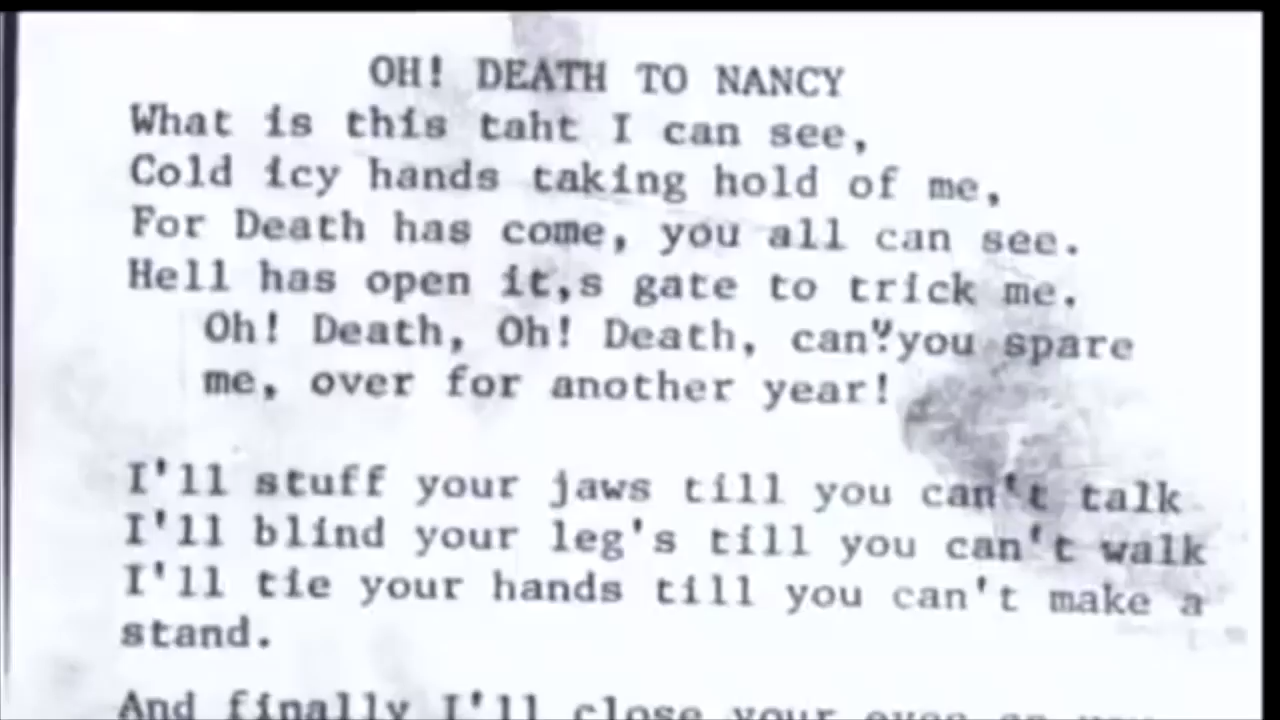 OH! DEATH TO NANCY
What is this taht I can see,
Cold icy hands taking hold of me,
For Death has come, you all can see.
Hell has open it,s gate to trick me.
Oh! Death, Oh! Death, can you spare
me, over for another year!
I'll stuff your jaws till you can't talk
I'll blind your leg's till you can't walk
I'll tie your hands till you can't make a
stand.
And finally I'll close your eyes so you